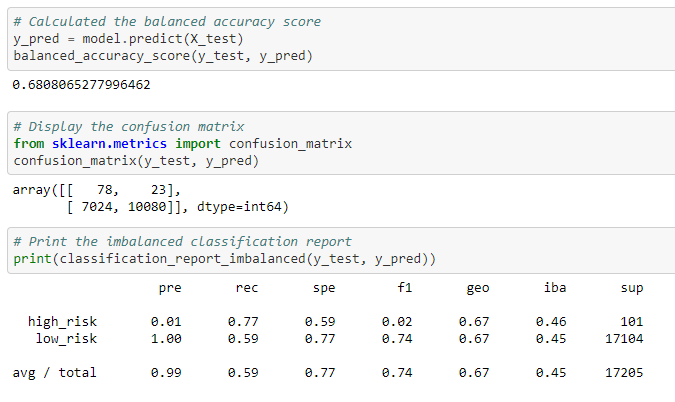 # Calculated the balanced accuracy score
y_pred = model.predict(X_test)
balanced_accuracy_score(y_test, y_pred)
0.6808065277996462
# Display the confusion matrix
from sklearn.metrics import confusion_matrix
confusion_matrix(y_test, y_pred)
array([[   78,    23],
       [ 7024, 10080]], dtype=int64)
# Print the imbalanced classification report
print(classification_report_imbalanced(y_test, y_pred))
                   pre       rec       spe        f1       geo       iba       sup
  high_risk       0.01      0.77      0.59      0.02      0.67      0.46       101
   low_risk       1.00      0.59      0.77      0.74      0.67      0.45     17104
avg / total       0.99      0.59      0.77      0.74      0.67      0.45     17205